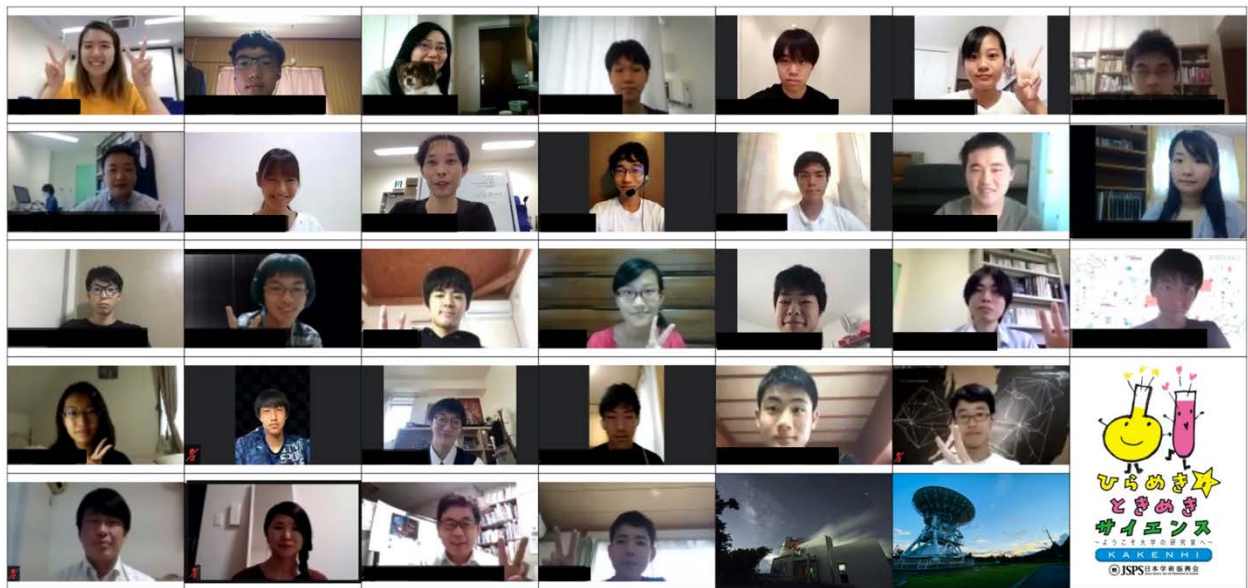 ひらめき☆
ときめき
サイエンス
～ようこそ大学の研究室へ～
KAKENHI
JSPS 日本学術振興会